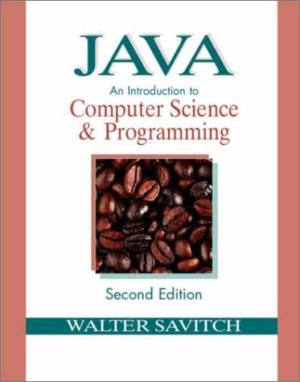 JAVA
An Introduction to
Computer Science
& Programming
Second Edition
WALTER SAVITCH